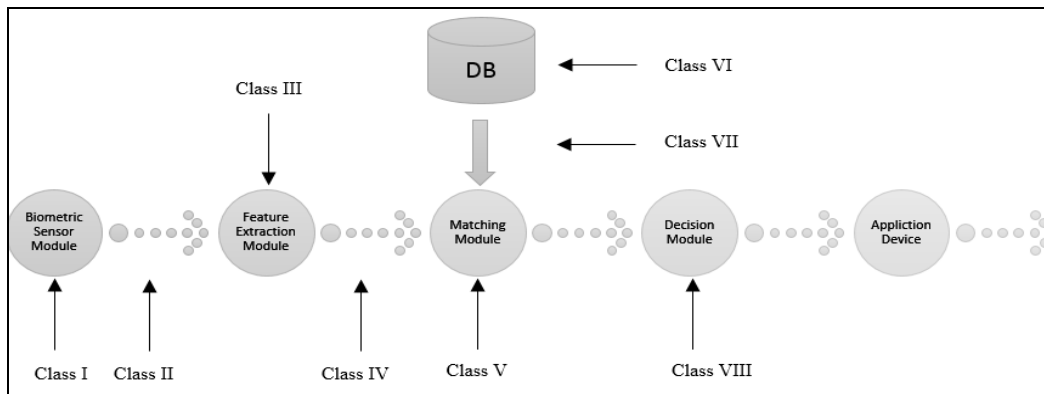 DB
Class VI
Class III
Class VII
Biometric
Sensor
Module
Feature
Extraction
Module
Matching
Module
Decision
Module
Appliction
Device
Class I
Class II
Class IV
Class V
Class VIII